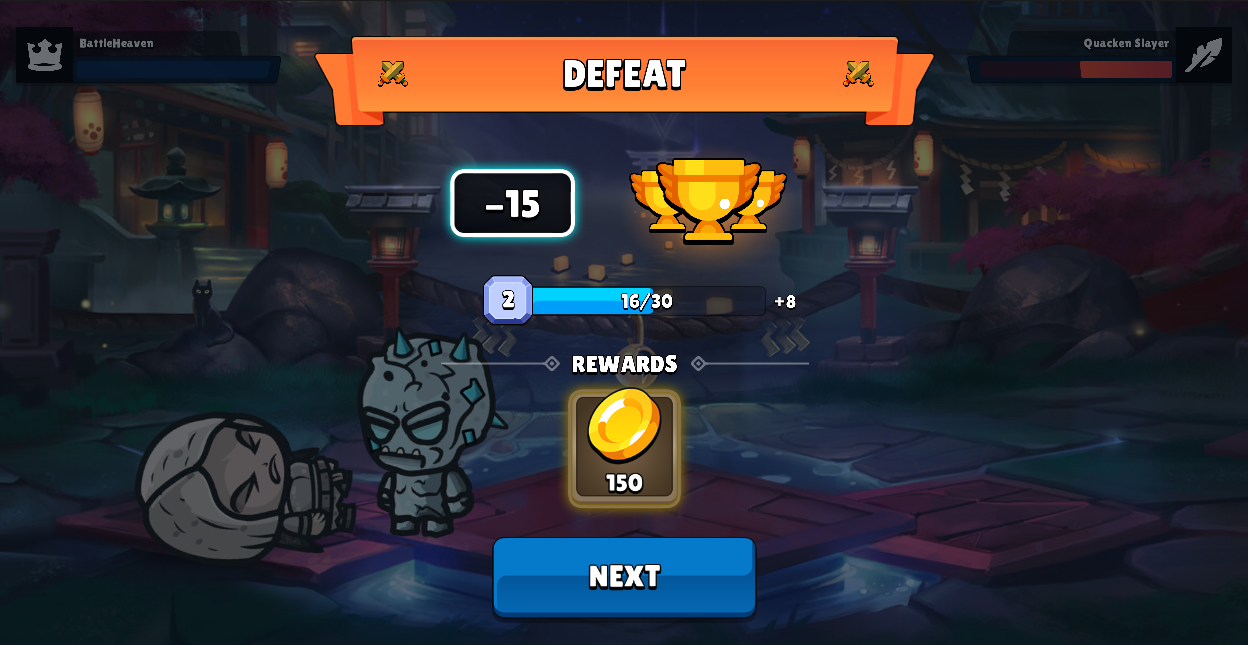 BattleHeaven
Quacken Slayer
DEFEAT
-15
2
16/30
+8
REWARDS
150
NEXT